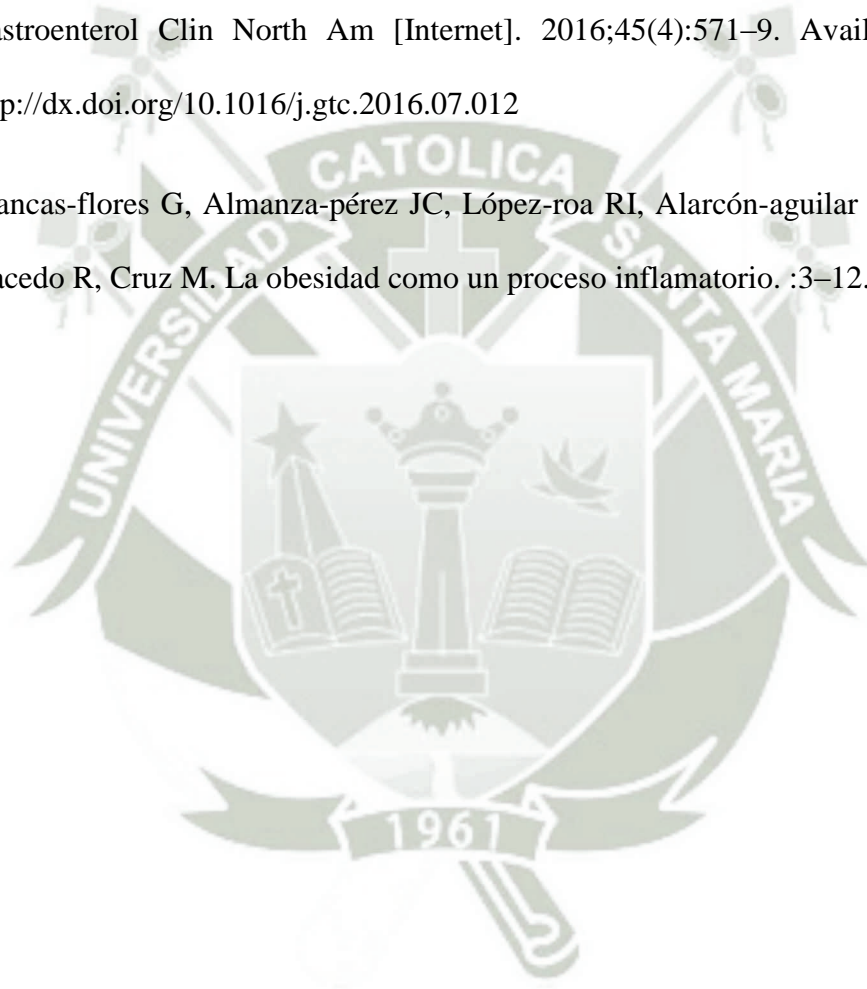 astroenterol Clin North Am [Internet]. 2016;45(4):571–9. Avail
p://dx.doi.org/10.1016/j.gtc.2016.07.012
ancas-flores G, Almanza-pérez JC, López-roa RI, Alarcón-aguilar
acedo R, Cruz M. La obesidad como un proceso inflamatorio. :3–12.
UNIVERSIDAD CATOLICA SANTA MARIA
1961